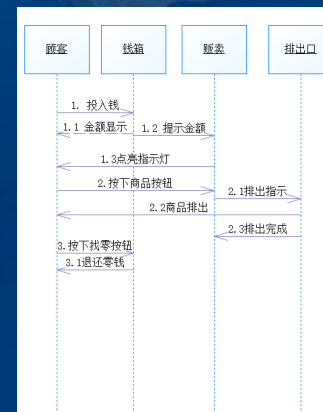 顾客 钱箱 贩卖 排出口
1. 投入钱
1.1 金额显示 1.2 提示金额
1.3点亮指示灯
2.按下商品按钮 2.1排出指示
2.2商品排出
2.3排出完成
3.按下找零按钮
3.1退还零钱